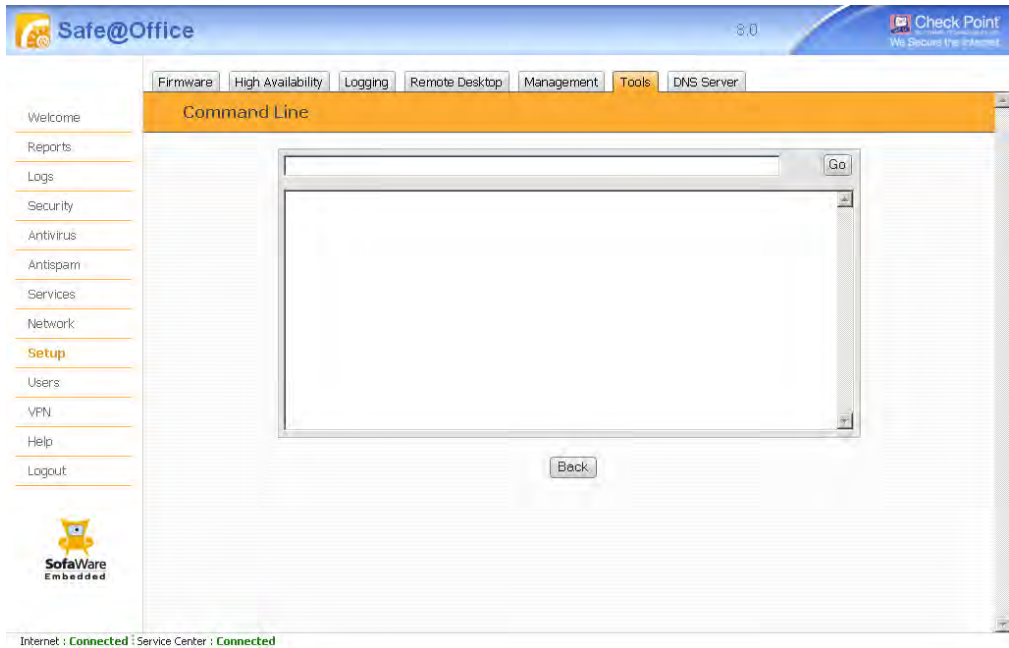 Safe@Office
8.0
Check Point
We Secure the Internet
Firmware High Availability Logging Remote Desktop Management Tools DNS Server
Command Line
Welcome
Reports
Logs
Security
Antivirus
Antispam
Services
Network
Setup
Users
VPN
Help
Logout
Go
Back
SofaWare
Embedded
Internet : Connected Service Center : Connected